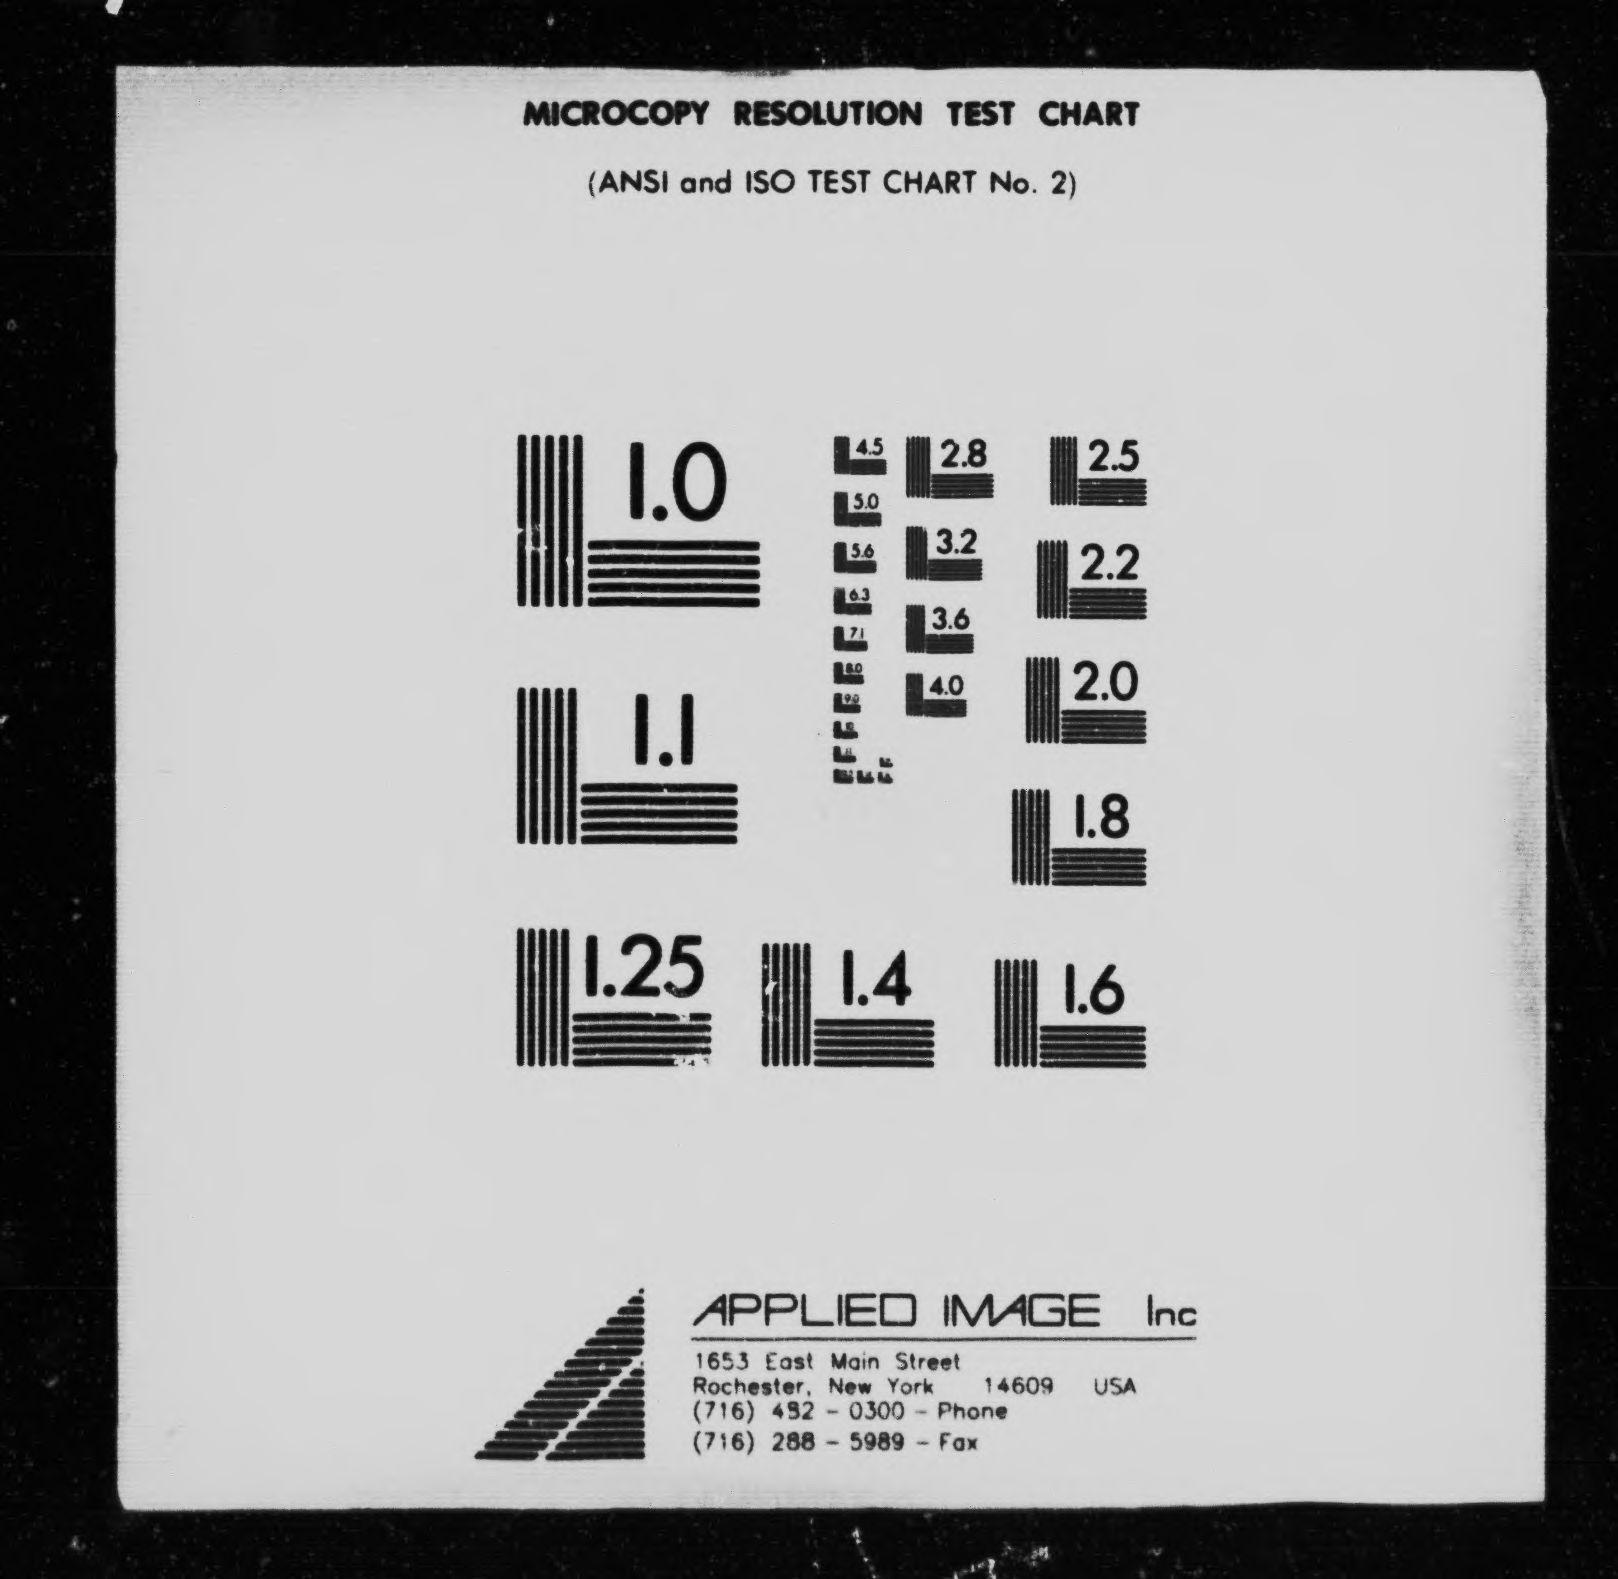 MICROCOPY RESOLUTION TEST CHART
(ANSI and ISO TEST CHART No. 2)
1.0
1.1
1.25
1.4
1.6
4.5
5.0
5.6
6.3
7.1
8.0
9.0
2.8
3.2
3.6
4.0
2.5
2.2
2.0
1.8
APPLIED IMAGE Inc
1653 East Main Street
Rochester, New York 14609 USA
(716) 482 - 0300 - Phone
(716) 288 - 5989 - Fax